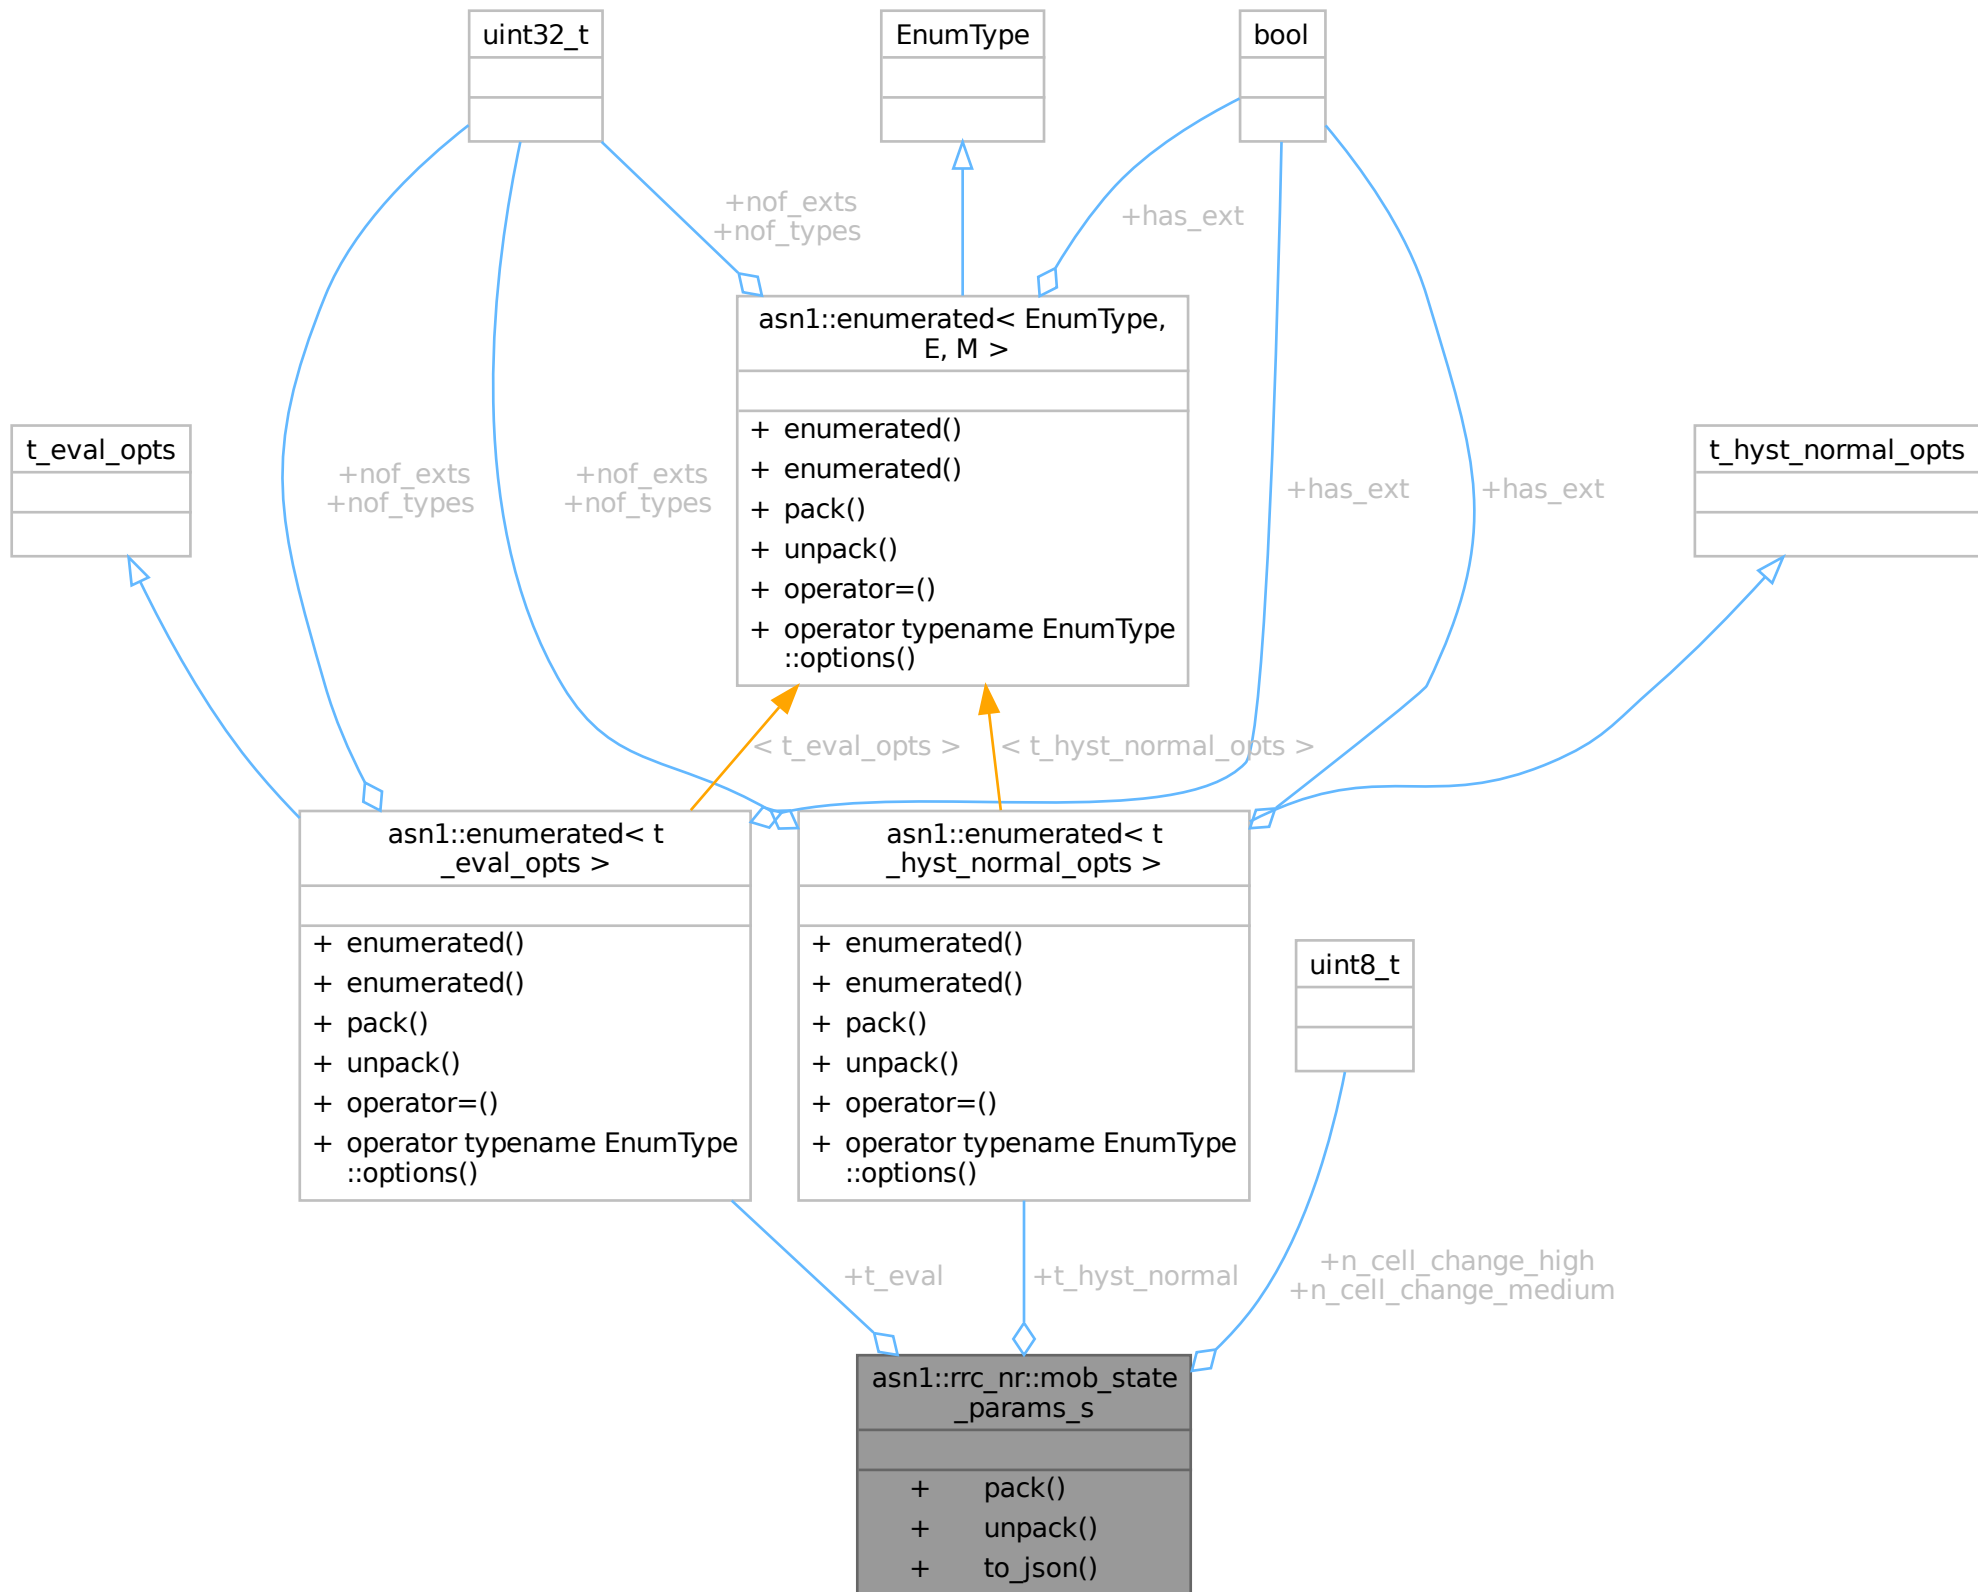 uint32_t
EnumType
bool
+nof_exts
+nof_types
+has_ext
asn1::enumerated< EnumType,
E, M >
+ enumerated()
+ enumerated()
+ pack()
+ unpack()
+ operator=()
+ operator typename EnumType
::options()
t_eval_opts
+nof_exts
+nof_types
+nof_exts
+nof_types
+has_ext
+has_ext
t_hyst_normal_opts
< t_eval_opts >
< t_hyst_normal_opts >
asn1::enumerated< t
_eval_opts >
+ enumerated()
+ enumerated()
+ pack()
+ unpack()
+ operator=()
+ operator typename EnumType
::options()
asn1::enumerated< t
_hyst_normal_opts >
+ enumerated()
+ enumerated()
+ pack()
+ unpack()
+ operator=()
+ operator typename EnumType
::options()
uint8_t
+t_eval
+t_hyst_normal
+n_cell_change_high
+n_cell_change_medium
asn1::rrc_nr::mob_state
_params_s
+ pack()
+ unpack()
+ to_json()